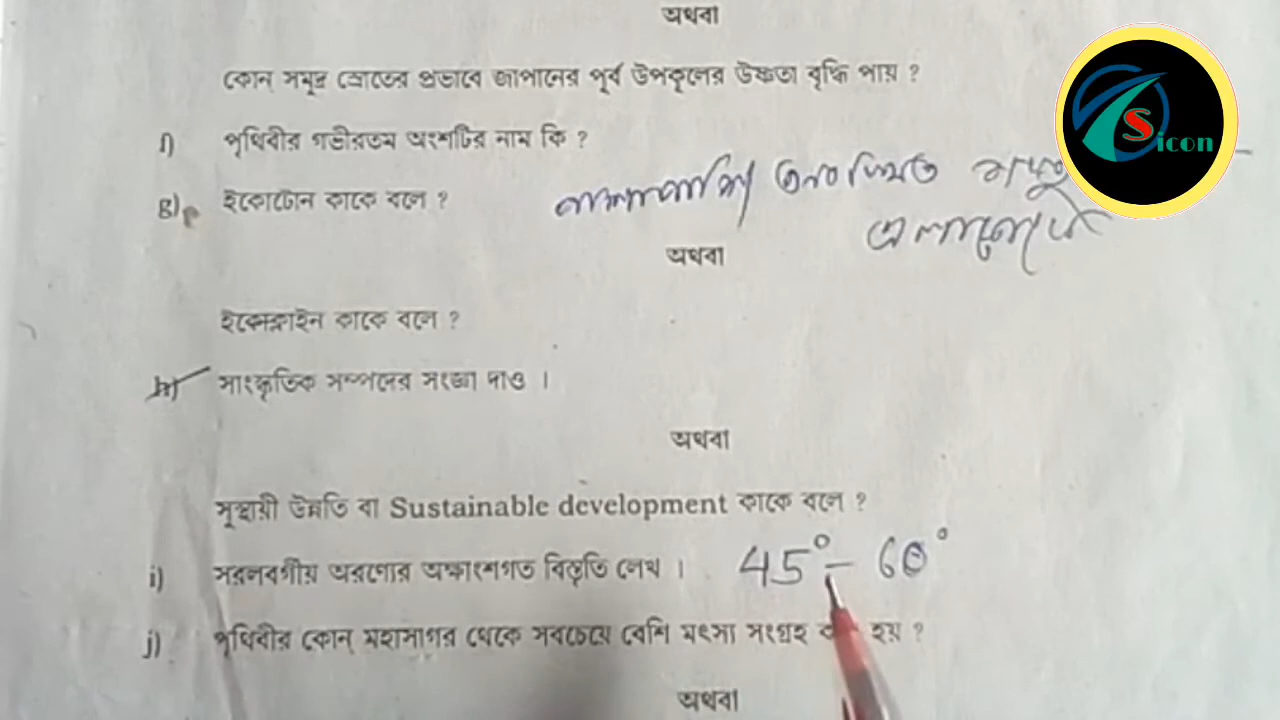 অথবা
কোন্ সমুদ্র স্রোতের প্রভাবে জাপানের পূর্ব উপকূলের উষ্ণতা বৃদ্ধি পায় ?
f) পৃথিবীর গভীরতম অংশটির নাম কি ?
g) ইকোটোন কাকে বলে ?
অথবা
ইকোক্লাইন কাকে বলে ?
h) সাংস্কৃতিক সম্পদের সংজ্ঞা দাও ।
অথবা
সুস্থায়ী উন্নতি বা Sustainable development কাকে বলে ?
i) সরলবর্গীয় অরণ্যের অক্ষাংশগত বিস্তৃতি লেখ । 45° – 60°
j) পৃথিবীর কোন্ মহাসাগর থেকে সবচেয়ে বেশি মৎস্য সংগ্রহ হয় ?
অথবা
Sicon